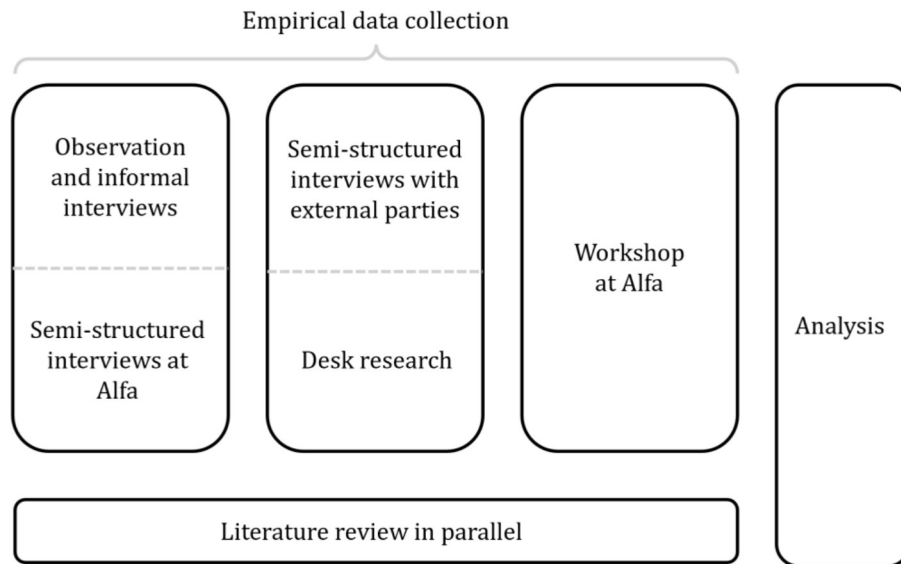 Empirical data collection
Observation
and informal
interviews
Semi-structured
interviews at
Alfa
Semi-structured
interviews with
external parties
Desk research
Workshop
at Alfa
Analysis
Literature review in parallel